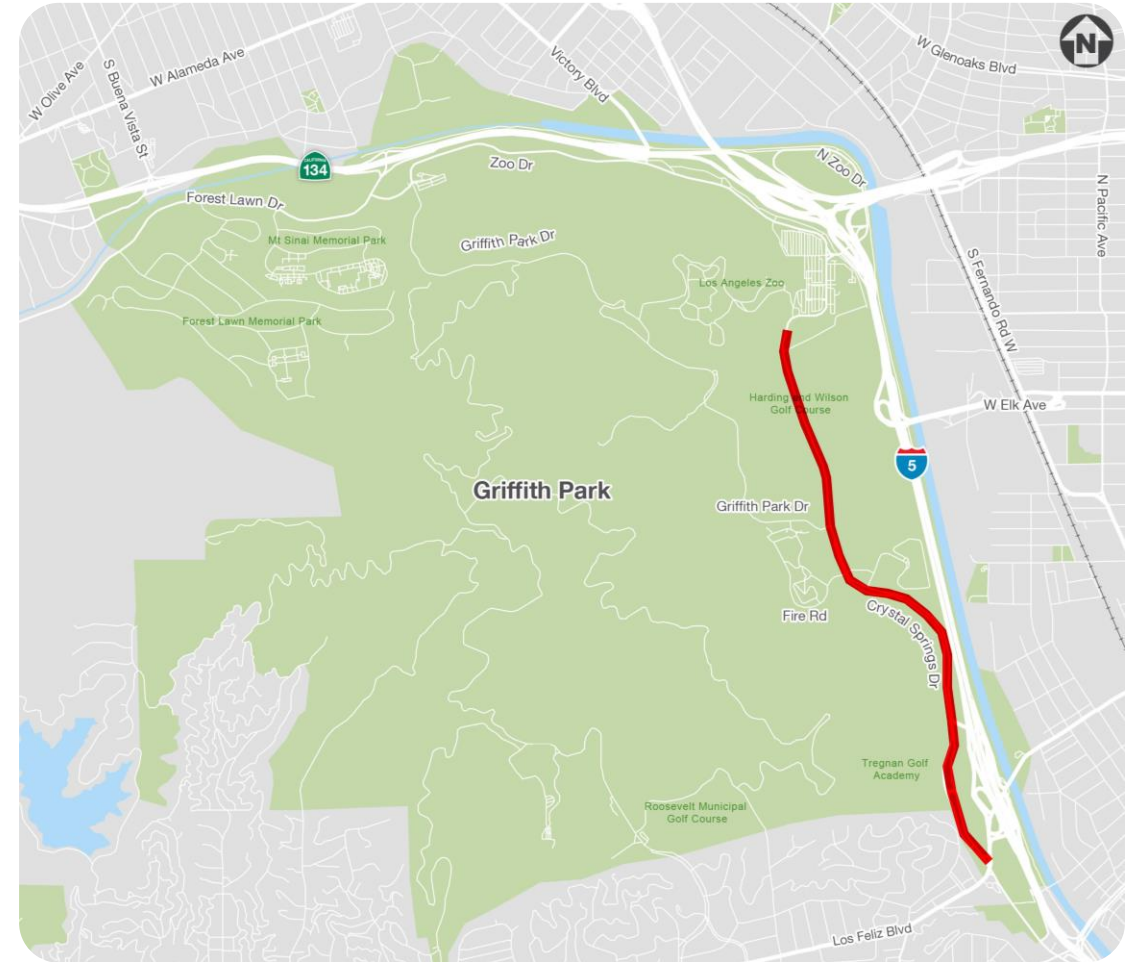 N
W Olive Ave
S Buena Vista St
W Alameda Ave
Victory Blvd
W Glenoaks Blvd
CALIFORNIA
134
Zoo Dr
N Zoo Dr
N Pacific Ave
Forest Lawn Dr
Mt Sinai Memorial Park
Griffith Park Dr
Los Angeles Zoo
S Fernando Rd W
Forest Lawn Memorial Park
Harding and Wilson
Golf Course
W Elk Ave
5
Griffith Park
Griffith Park Dr
Fire Rd
Crystal Springs Dr
Tregnan Golf
Academy
Roosevelt Municipal
Golf Course
Los Feliz Blvd